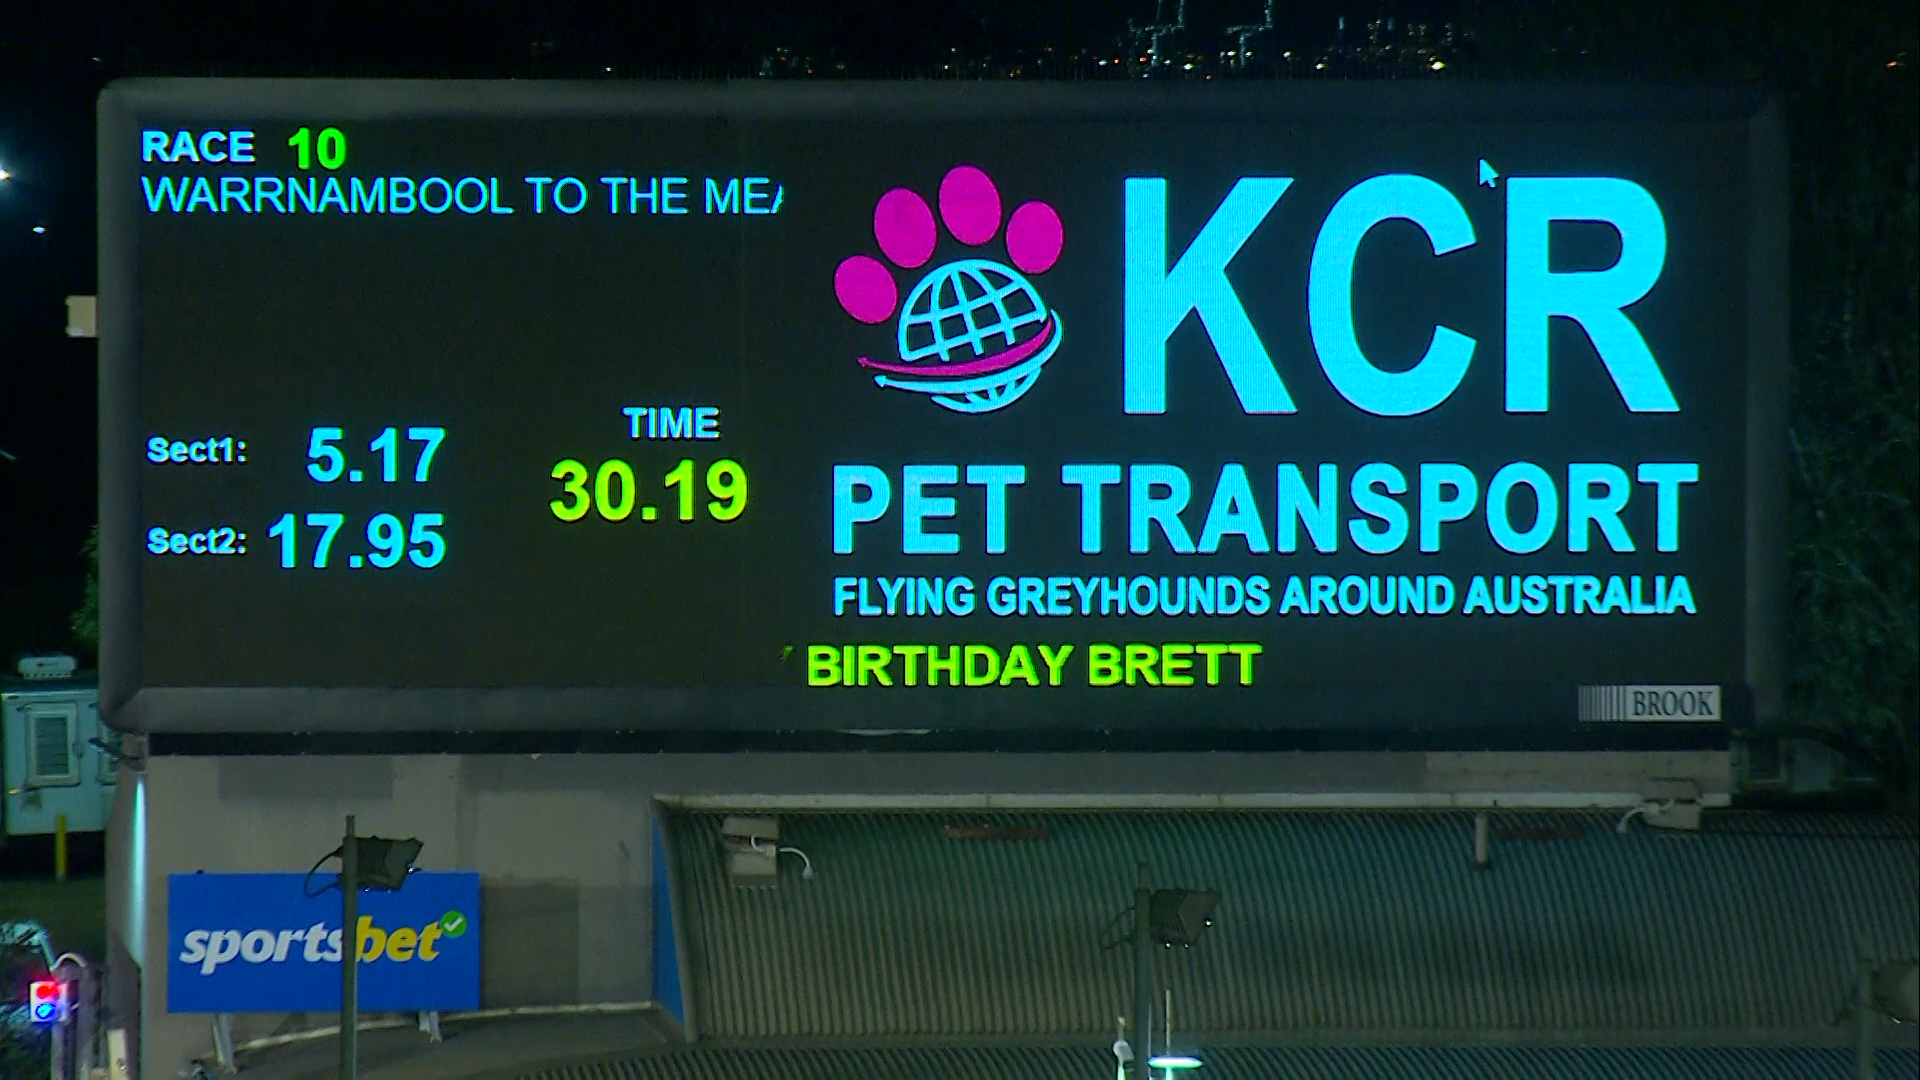 RACE 10
WARRNAMBOOL TO THE MEA
Sect1: 5.17
TIME
30.19
Sect2: 17.95
KCR
PET TRANSPORT
FLYING GREYHOUNDS AROUND AUSTRALIA
BIRTHDAY BRETT
BROOK
sportsbet